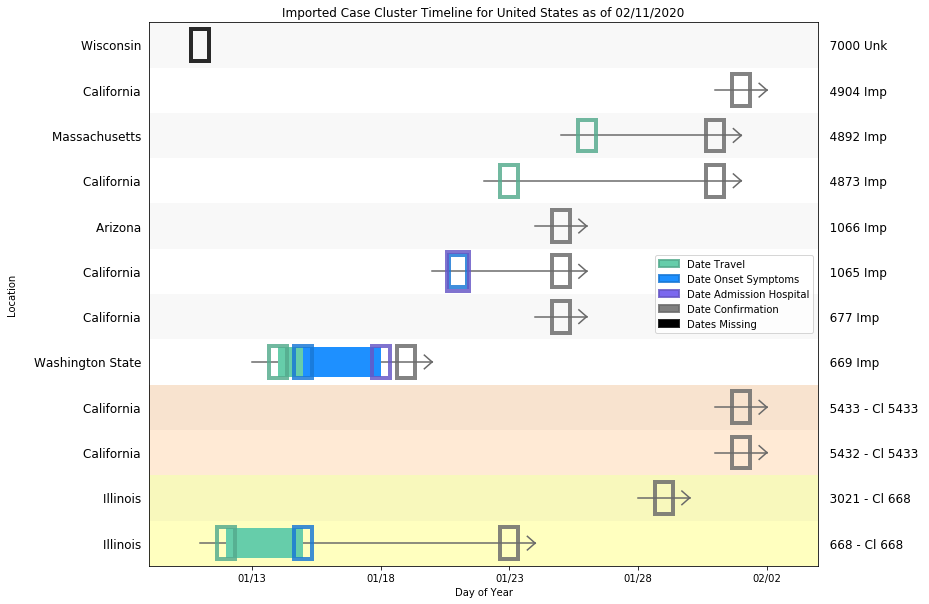 Imported Case Cluster Timeline for United States as of 02/11/2020
Wisconsin 7000 Unk
California 4904 Imp
Massachusetts 4892 Imp
California 4873 Imp
Arizona 1066 Imp
California 1065 Imp
California 677 Imp
Washington State 669 Imp
California 5433 - Cl 5433
California 5432 - Cl 5433
Illinois 3021 - Cl 668
Illinois 668 - Cl 668
Date Travel
Date Onset Symptoms
Date Admission Hospital
Date Confirmation
Dates Missing
Location
01/13 01/18 01/23 01/28 02/02
Day of Year